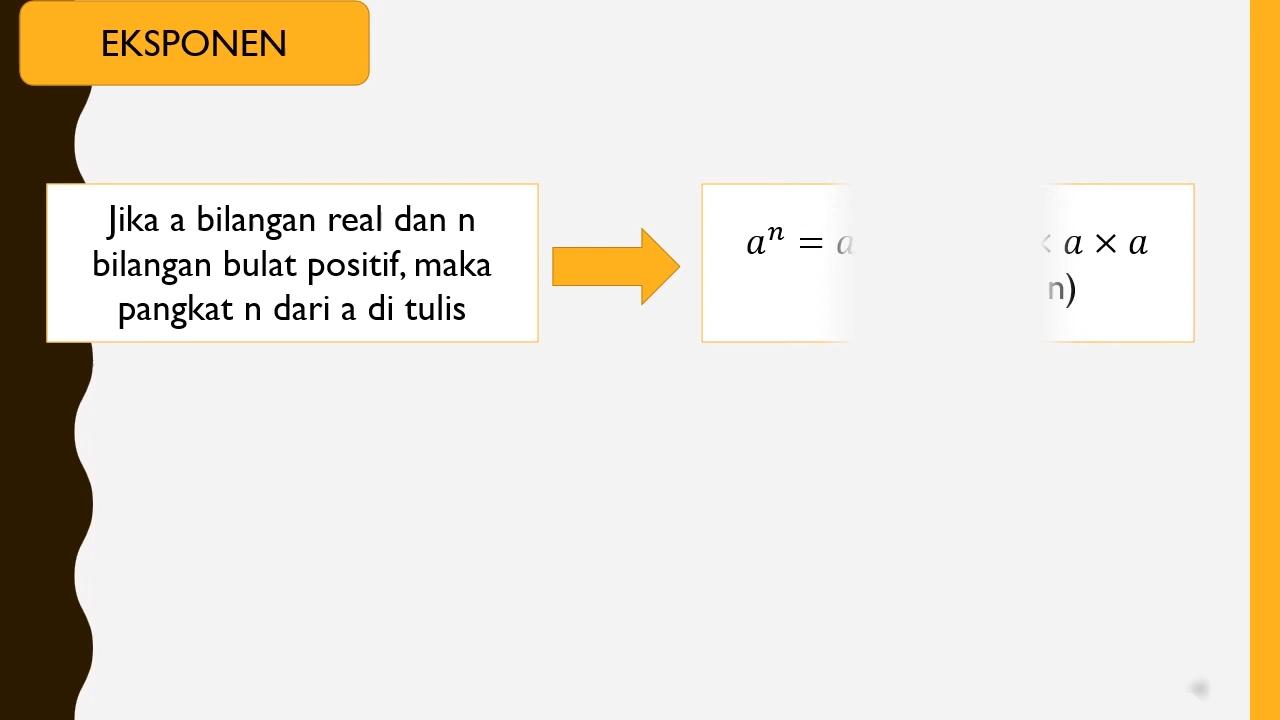 EKSPONEN
Jika a bilangan real dan n
bilangan bulat positif, maka
pangkat n dari a di tulis
aⁿ = a × a × a
n)